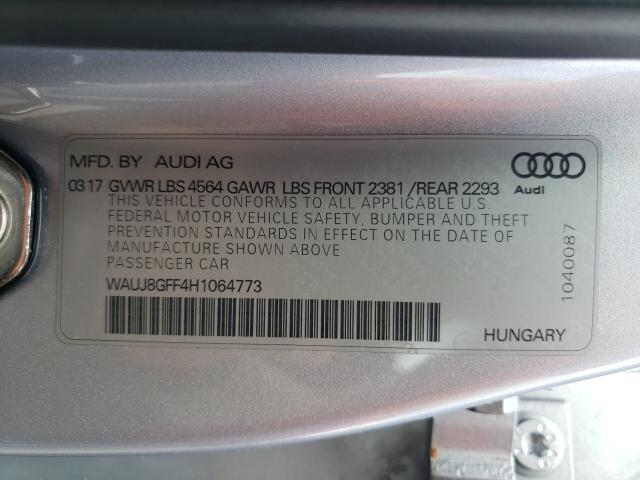 MFD. BY AUDI AG
03 17 GVWR LBS 4564 GAWR LBS FRONT 2381 /REAR 2293
THIS VEHICLE CONFORMS TO ALL APPLICABLE U.S.
FEDERAL MOTOR VEHICLE SAFETY, BUMPER AND THEFT
PREVENTION STANDARDS IN EFFECT ON THE DATE OF
MANUFACTURE SHOWN ABOVE
PASSENGER CAR
WAUJ8GFF4H1064773
HUNGARY
Audi
1040087